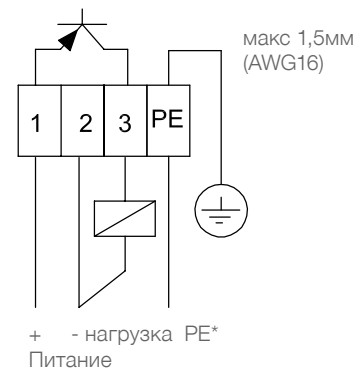 макс 1,5мм
(AWG16)
1 2 3 PE
+ - нагрузка PE*
Питание